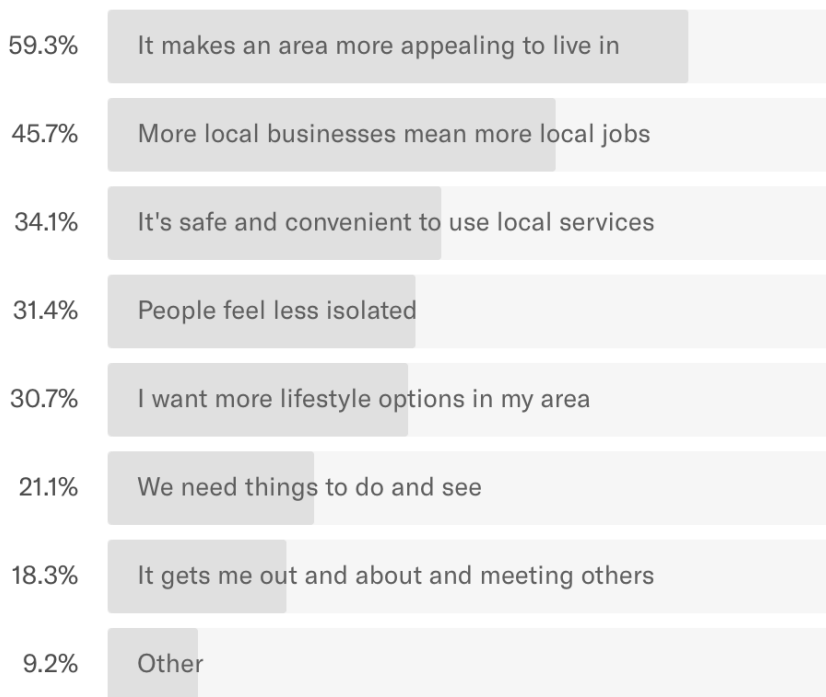 59.3% It makes an area more appealing to live in
45.7% More local businesses mean more local jobs
34.1% It's safe and convenient to use local services
31.4% People feel less isolated
30.7% I want more lifestyle options in my area
21.1% We need things to do and see
18.3% It gets me out and about and meeting others
9.2% Other